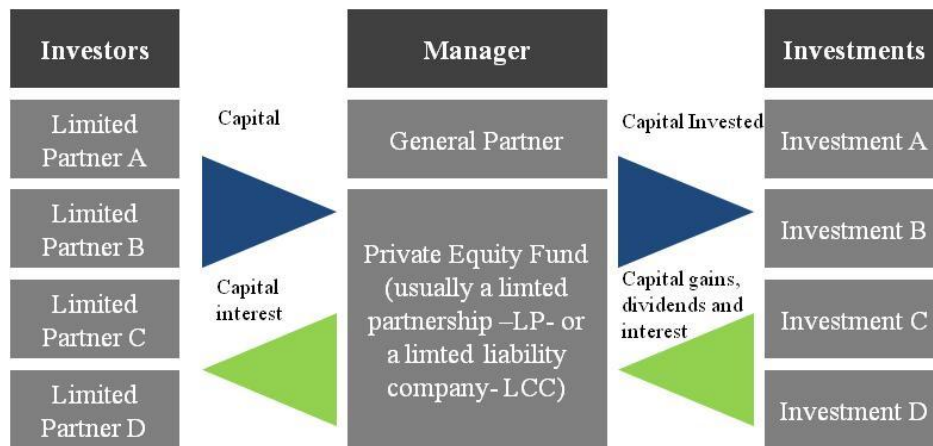 Investors
Manager
Investments
Limited
Partner A
Capital
General Partner
Capital Invested
Investment A
Limited
Partner B
Investment B
Private Equity Fund
(usually a limted
partnership –LP- or
a limted liability
company- LCC)
Limited
Partner C
Capital
interest
Capital gains,
dividends and
interest
Investment C
Limited
Partner D
Investment D